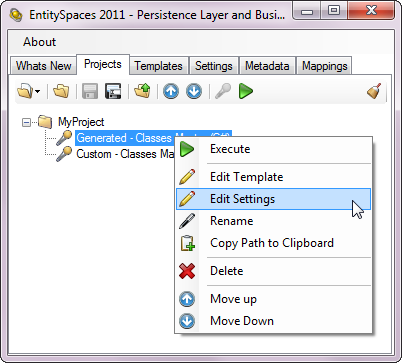 EntitySpaces 2011 - Persistence Layer and Busi...
About
Whats New Projects Templates Settings Metadata Mappings
MyProject
Generated - Classes
Custom - Classes Ma
Execute
Edit Template
Edit Settings
Rename
Copy Path to Clipboard
Delete
Move up
Move Down